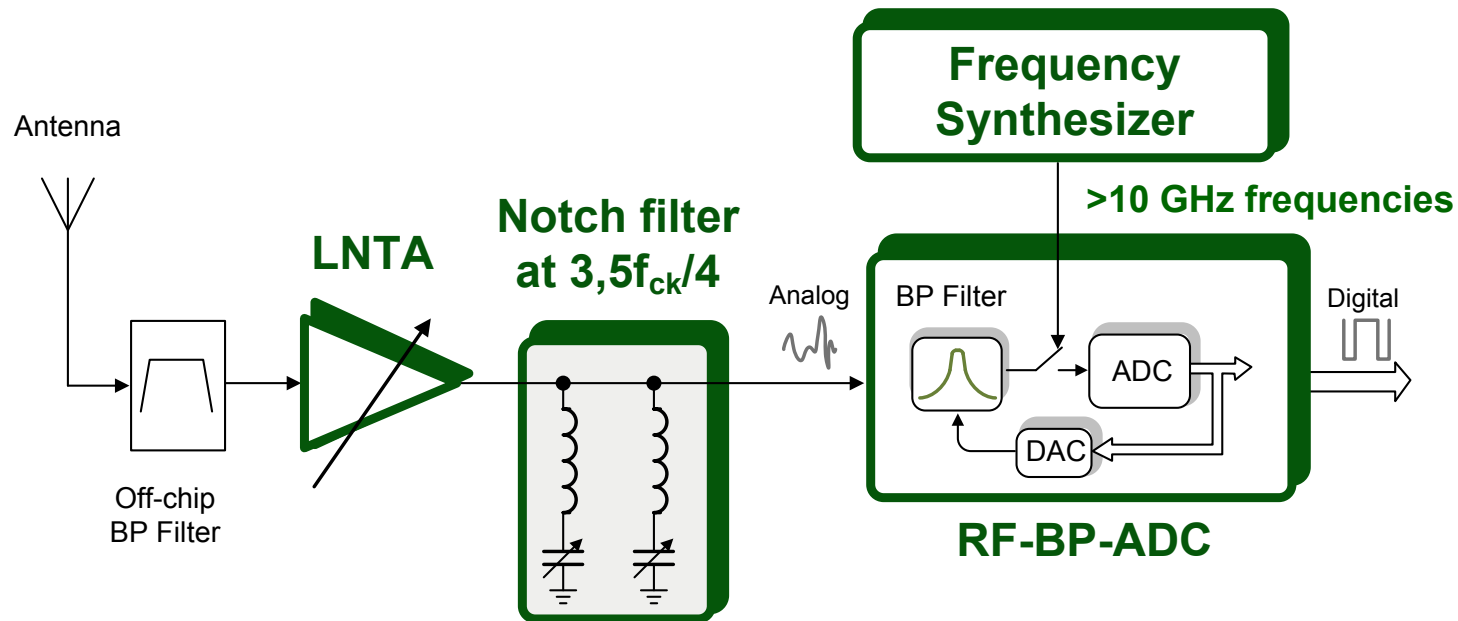 Frequency
Synthesizer
Antenna
>10 GHz frequencies
Notch filter
at 3,5f_ck/4
LNTA
Analog
BP Filter
Digital
ADC
DAC
Off-chip
BP Filter
RF-BP-ADC